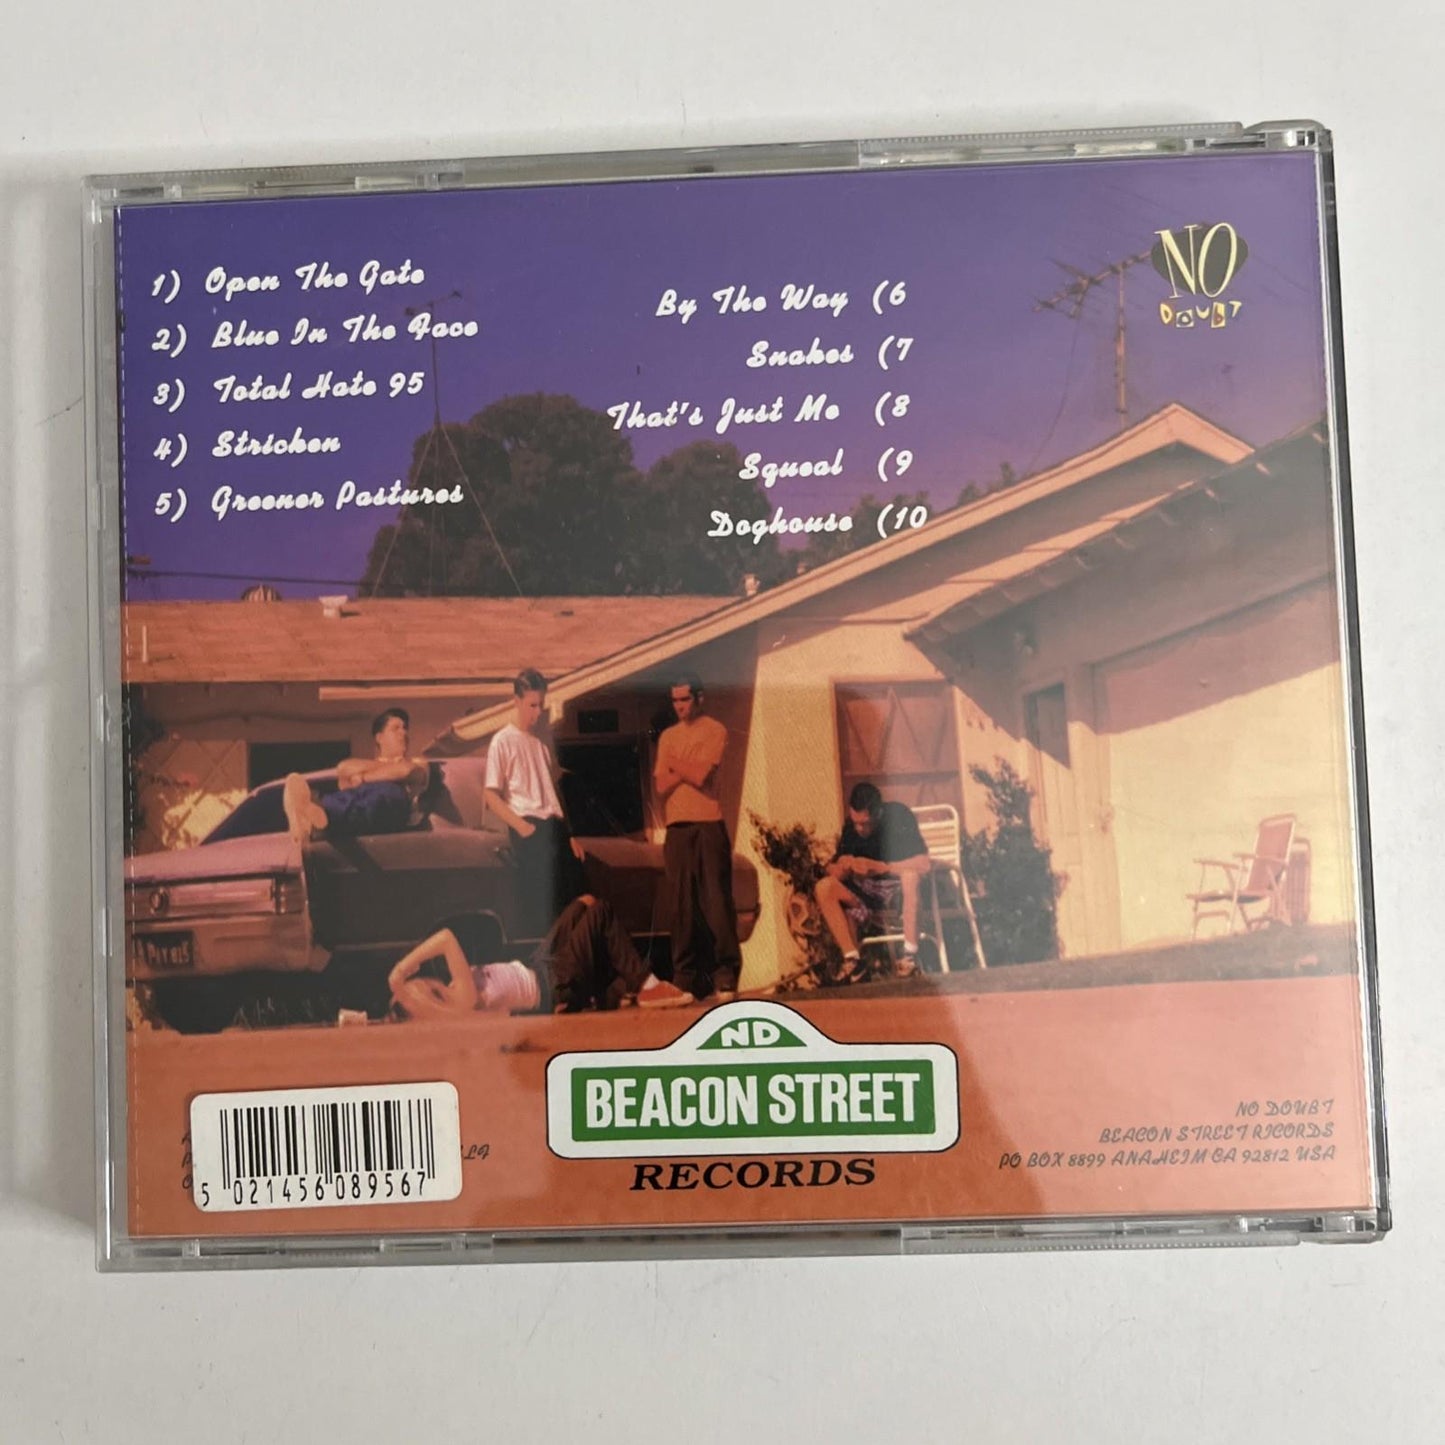 1) Open The Gate
2) Blue In The Face
3) Total Hate 95
4) Stricken
5) Greener Pastures
By The Way (6
Snakes (7
That's Just Me (8
Squeal (9
Doghouse (10
NO
DOUBT
ND
BEACON STREET
RECORDS
5 021456 089567
NO DOUBT
BEACON STREET RECORDS
PO BOX 8899 ANAHEIM CA 92812 USA